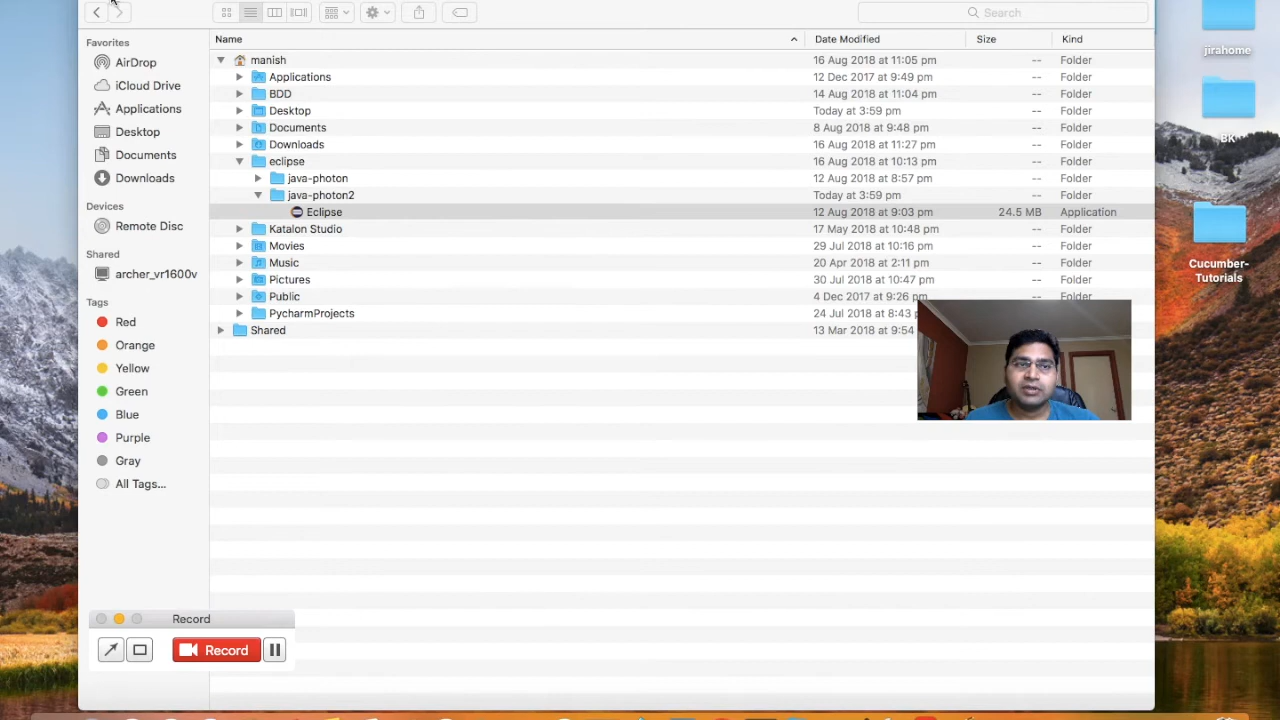 Search
Name Date Modified Size Kind
Favorites
AirDrop
iCloud Drive
Applications
Desktop
Documents
Downloads
Devices
Remote Disc
Shared
archer_vr1600v
Tags
Red
Orange
Yellow
Green
Blue
Purple
Gray
All Tags...
manish 16 Aug 2018 at 11:05 pm -- Folder
Applications 12 Dec 2017 at 9:49 pm -- Folder
BDD 14 Aug 2018 at 11:04 pm -- Folder
Desktop Today at 3:59 pm -- Folder
Documents 8 Aug 2018 at 9:48 pm -- Folder
Downloads 16 Aug 2018 at 11:27 pm -- Folder
eclipse 16 Aug 2018 at 10:13 pm -- Folder
java-photon 12 Aug 2018 at 8:57 pm -- Folder
java-photon2 Today at 3:59 pm -- Folder
Eclipse 12 Aug 2018 at 9:03 pm 24.5 MB Application
Katalon Studio 17 May 2018 at 10:48 pm -- Folder
Movies 29 Jul 2018 at 10:16 pm -- Folder
Music 20 Apr 2018 at 2:11 pm -- Folder
Pictures 30 Jul 2018 at 10:47 pm -- Folder
Public 4 Dec 2017 at 9:26 pm -- Folder
PycharmProjects 24 Jul 2018 at 8:43
Shared 13 Mar 2018 at 9:54
jirahome
BK
Cucumber-
Tutorials
Record
Record